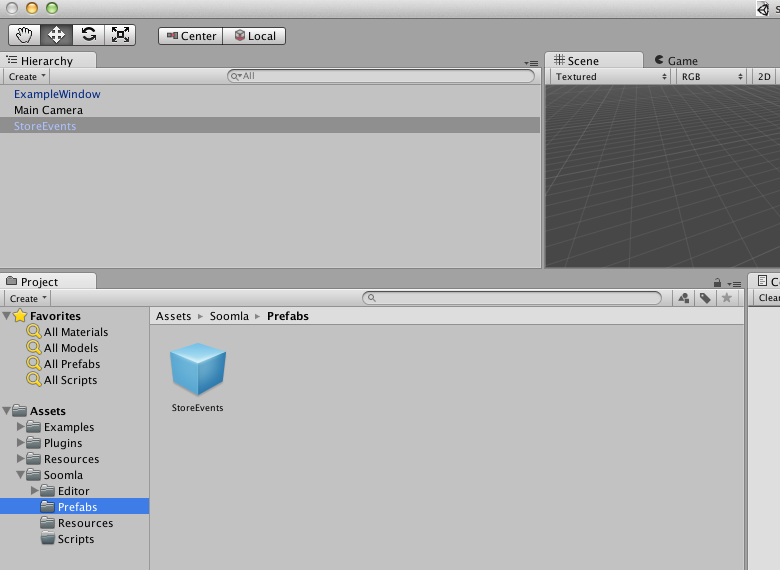 Center Local
Hierarchy
Create All
ExampleWindow
Main Camera
StoreEvents
Scene Game
Textured RGB 2D
Project
Create
Favorites
All Materials
All Models
All Prefabs
All Scripts
Assets
Examples
Plugins
Resources
Soomla
Editor
Prefabs
Resources
Scripts
Assets ▸ Soomla ▸ Prefabs
StoreEvents
Clear